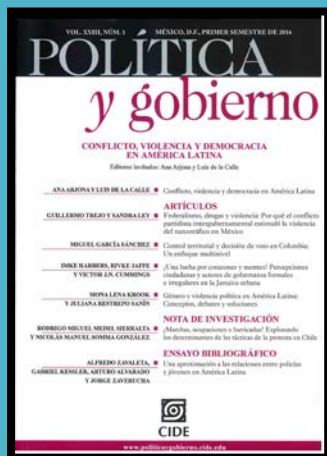 VOL. XXIII, NÚM. 1 MÉXICO, D.F., PRIMER SEMESTRE DE 2016
POLÍTICA
y gobierno
CONFLICTO, VIOLENCIA Y DEMOCRACIA
EN AMÉRICA LATINA
Editores invitados: Ana Arjona y Luis de la Calle
ANA ARJONA Y LUIS DE LA CALLE Conflicto, violencia y democracia en América Latina
ARTÍCULOS
GUILLERMO TREJO Y SANDRA LEY Federalismo, drogas y violencia: Por qué el conflicto
partidista intergubernamental estimuló la violencia
del narcotráfico en México
MIGUEL GARCÍA SÁNCHEZ Control territorial y decisión de voto en Colombia:
Un enfoque multinivel
IMKE HARBERS, RIVKE JAFFE ¿Una lucha por corazones y mentes? Percepciones
Y VICTOR J.N. CUMMINGS ciudadanas y actores de gobernanza formales
e irregulares en la Jamaica urbana
MONA LENA KROOK Género y violencia política en América Latina:
Y JULIANA RESTREPO SANÍN Conceptos, debates y soluciones
NOTA DE INVESTIGACIÓN
RODRIGO MIGUEL MEDEL SIERRALTA ¿Marchas, ocupaciones o barricadas? Explorando
Y NICOLÁS MANUEL SOMMA GONZÁLEZ los determinantes de las tácticas de la protesta en Chile
ENSAYO BIBLIOGRÁFICO
ALFREDO ZAVALETA, Una aproximación a las relaciones entre policías
GABRIEL KESSLER, ARTURO ALVARADO y jóvenes en América Latina
Y JORGE ZAVERUCHA
CIDE
www.politicaygobierno.cide.edu